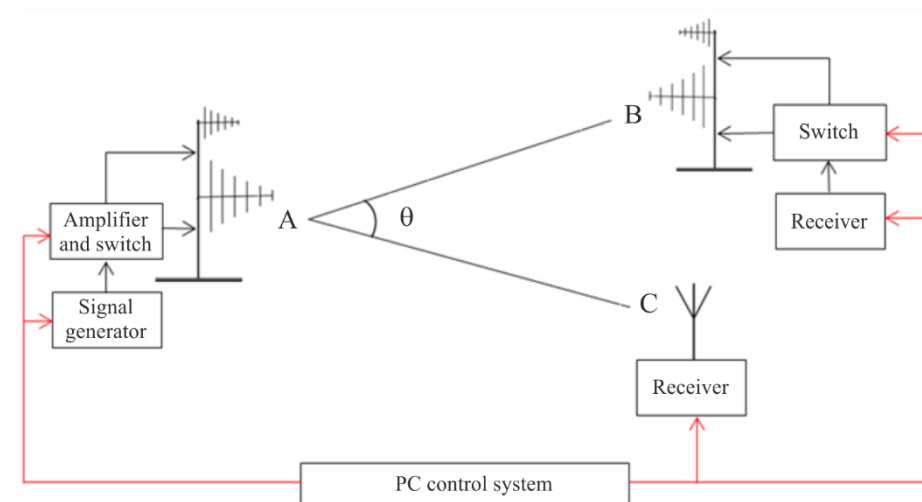 B
Switch
A
θ
Amplifier
and switch
Receiver
C
Signal
generator
Receiver
PC control system